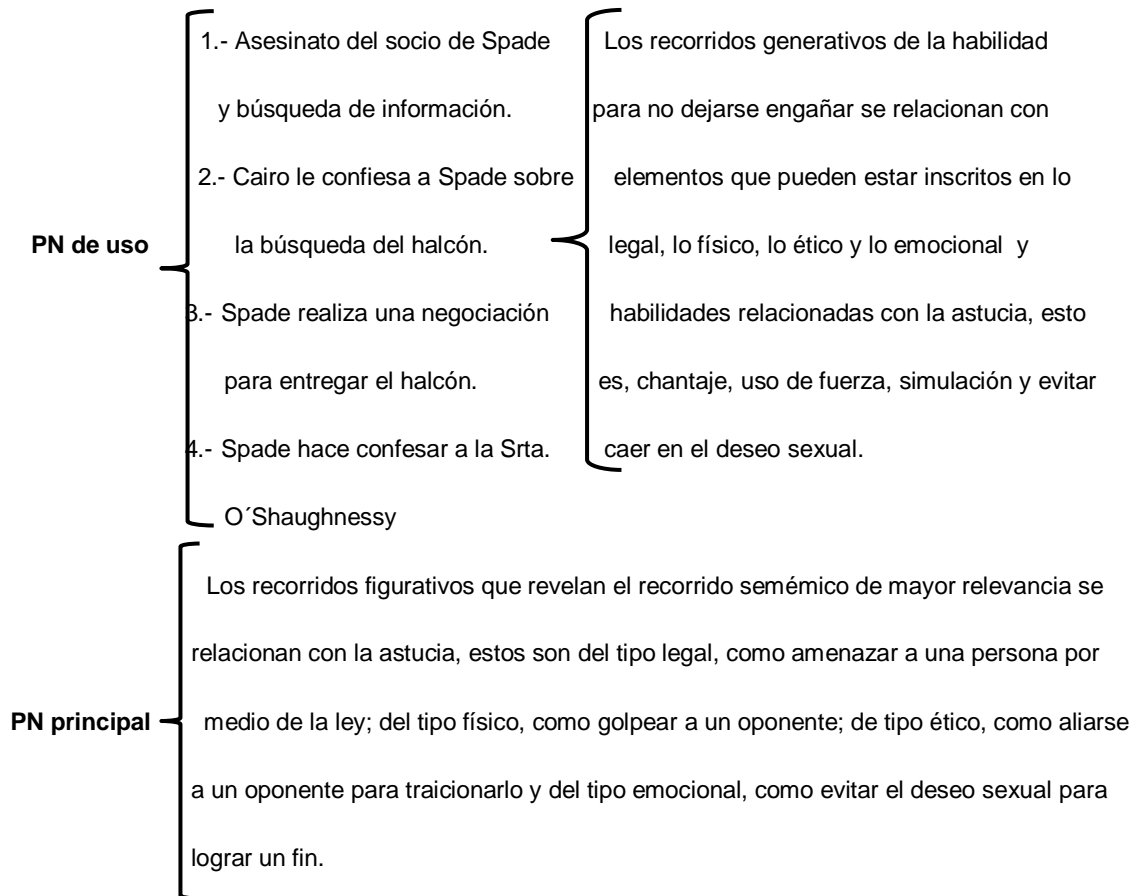 1.- Asesinato del socio de Spade
y búsqueda de información.
2.- Cairo le confiesa a Spade sobre
la búsqueda del halcón.
PN de uso
3.- Spade realiza una negociación
para entregar el halcón.
4.- Spade hace confesar a la Srta.
O´Shaughnessy
Los recorridos generativos de la habilidad
para no dejarse engañar se relacionan con
elementos que pueden estar inscritos en lo
legal, lo físico, lo ético y lo emocional y
habilidades relacionadas con la astucia, esto
es, chantaje, uso de fuerza, simulación y evitar
caer en el deseo sexual.
Los recorridos figurativos que revelan el recorrido semémico de mayor relevancia se
relacionan con la astucia, estos son del tipo legal, como amenazar a una persona por
PN principal
medio de la ley; del tipo físico, como golpear a un oponente; de tipo ético, como aliarse
a un oponente para traicionarlo y del tipo emocional, como evitar el deseo sexual para
lograr un fin.